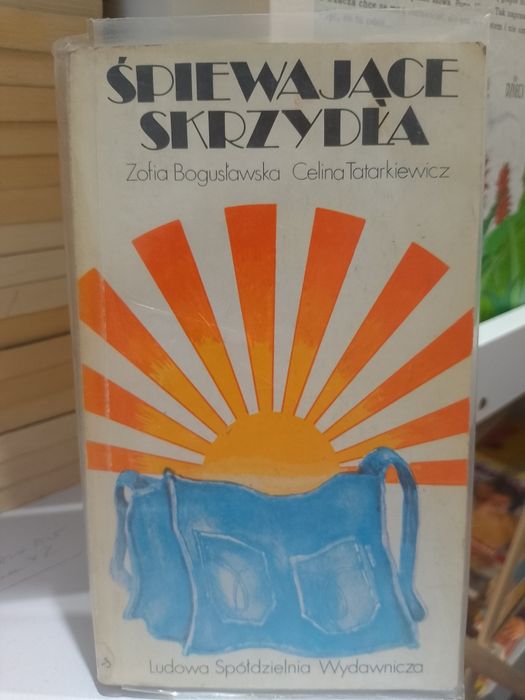 ŚPIEWAJĄCE
SKRZYDŁA
Zofia Bogusławska Celina Tatarkiewicz
Ludowa Spółdzielnia Wydawnicza